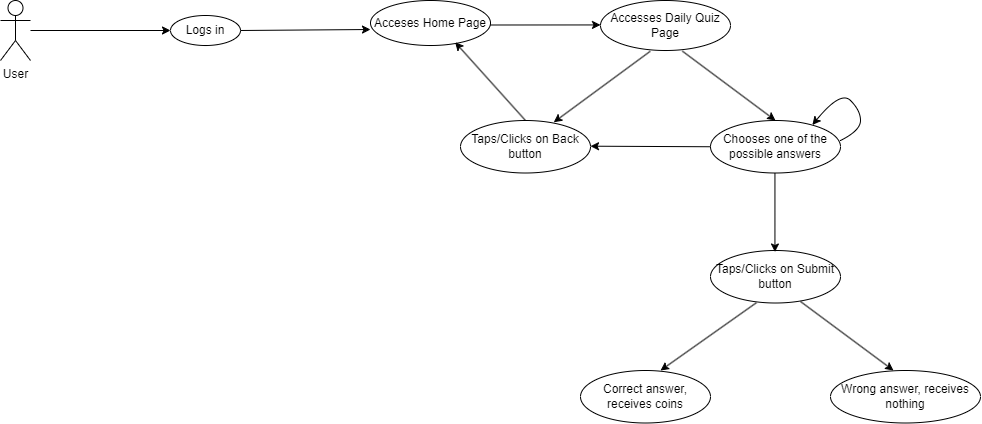 User
Logs in
Acceses Home Page
Accesses Daily Quiz
Page
Taps/Clicks on Back
button
Chooses one of the
possible answers
Taps/Clicks on Submit
button
Correct answer,
receives coins
Wrong answer, receives
nothing